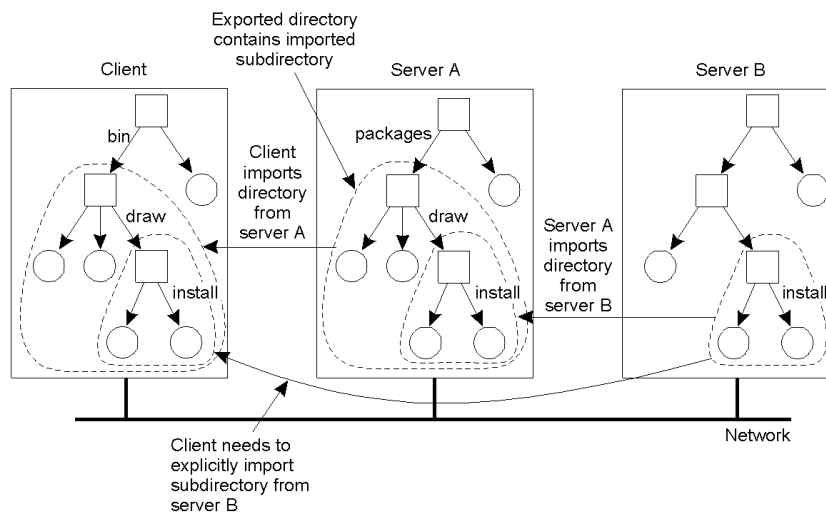 Exported directory
contains imported
subdirectory
Client
Server A
Server B
bin
packages
Client
imports
directory
from
server A
draw
draw
Server A
imports
directory
from
server B
install
install
install
Network
Client needs to
explicitly import
subdirectory from
server B